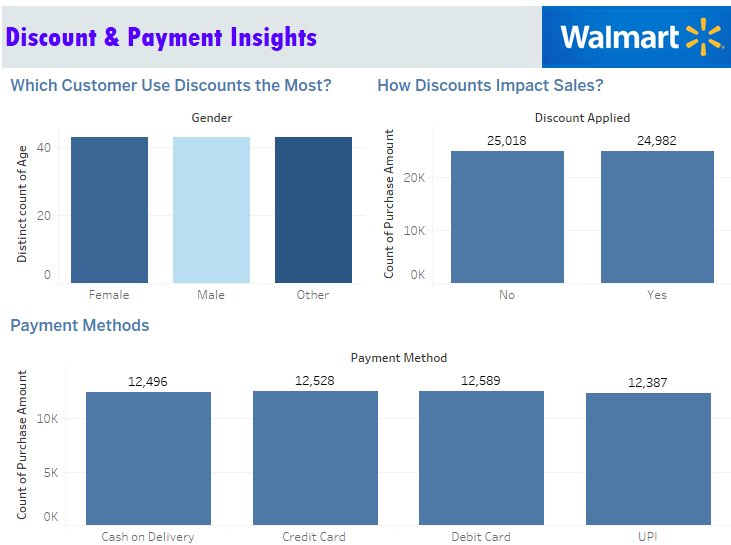 Discount & Payment Insights
Walmart
Which Customer Use Discounts the Most?
Gender
Distinct count of Age
40
20
0
Female Male Other
How Discounts Impact Sales?
Discount Applied
Count of Purchase Amount
25,018 24,982
20K
10K
0K
No Yes
Payment Methods
Payment Method
Count of Purchase Amount
12,496 12,528 12,589 12,387
10K
5K
0K
Cash on Delivery Credit Card Debit Card UPI